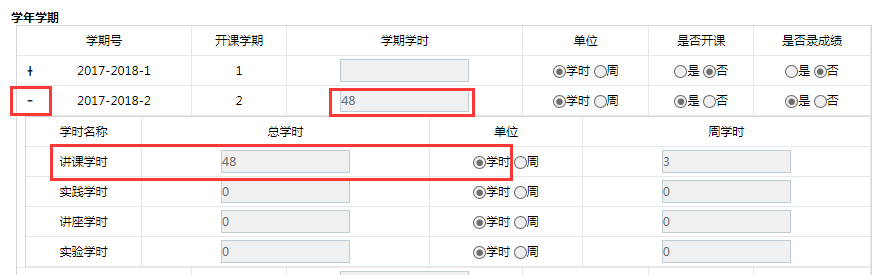 学年学期
学期号 开课学期 学期学时 单位 是否开课 是否录成绩
+ 2017-2018-1 1 学时 周 是 否 是 否
- 2017-2018-2 2 48 学时 周 是 否 是 否
学时名称 总学时 单位 周学时
讲课学时 48 学时 周 3
实践学时 0 学时 周 0
讲座学时 0 学时 周 0
实验学时 0 学时 周 0